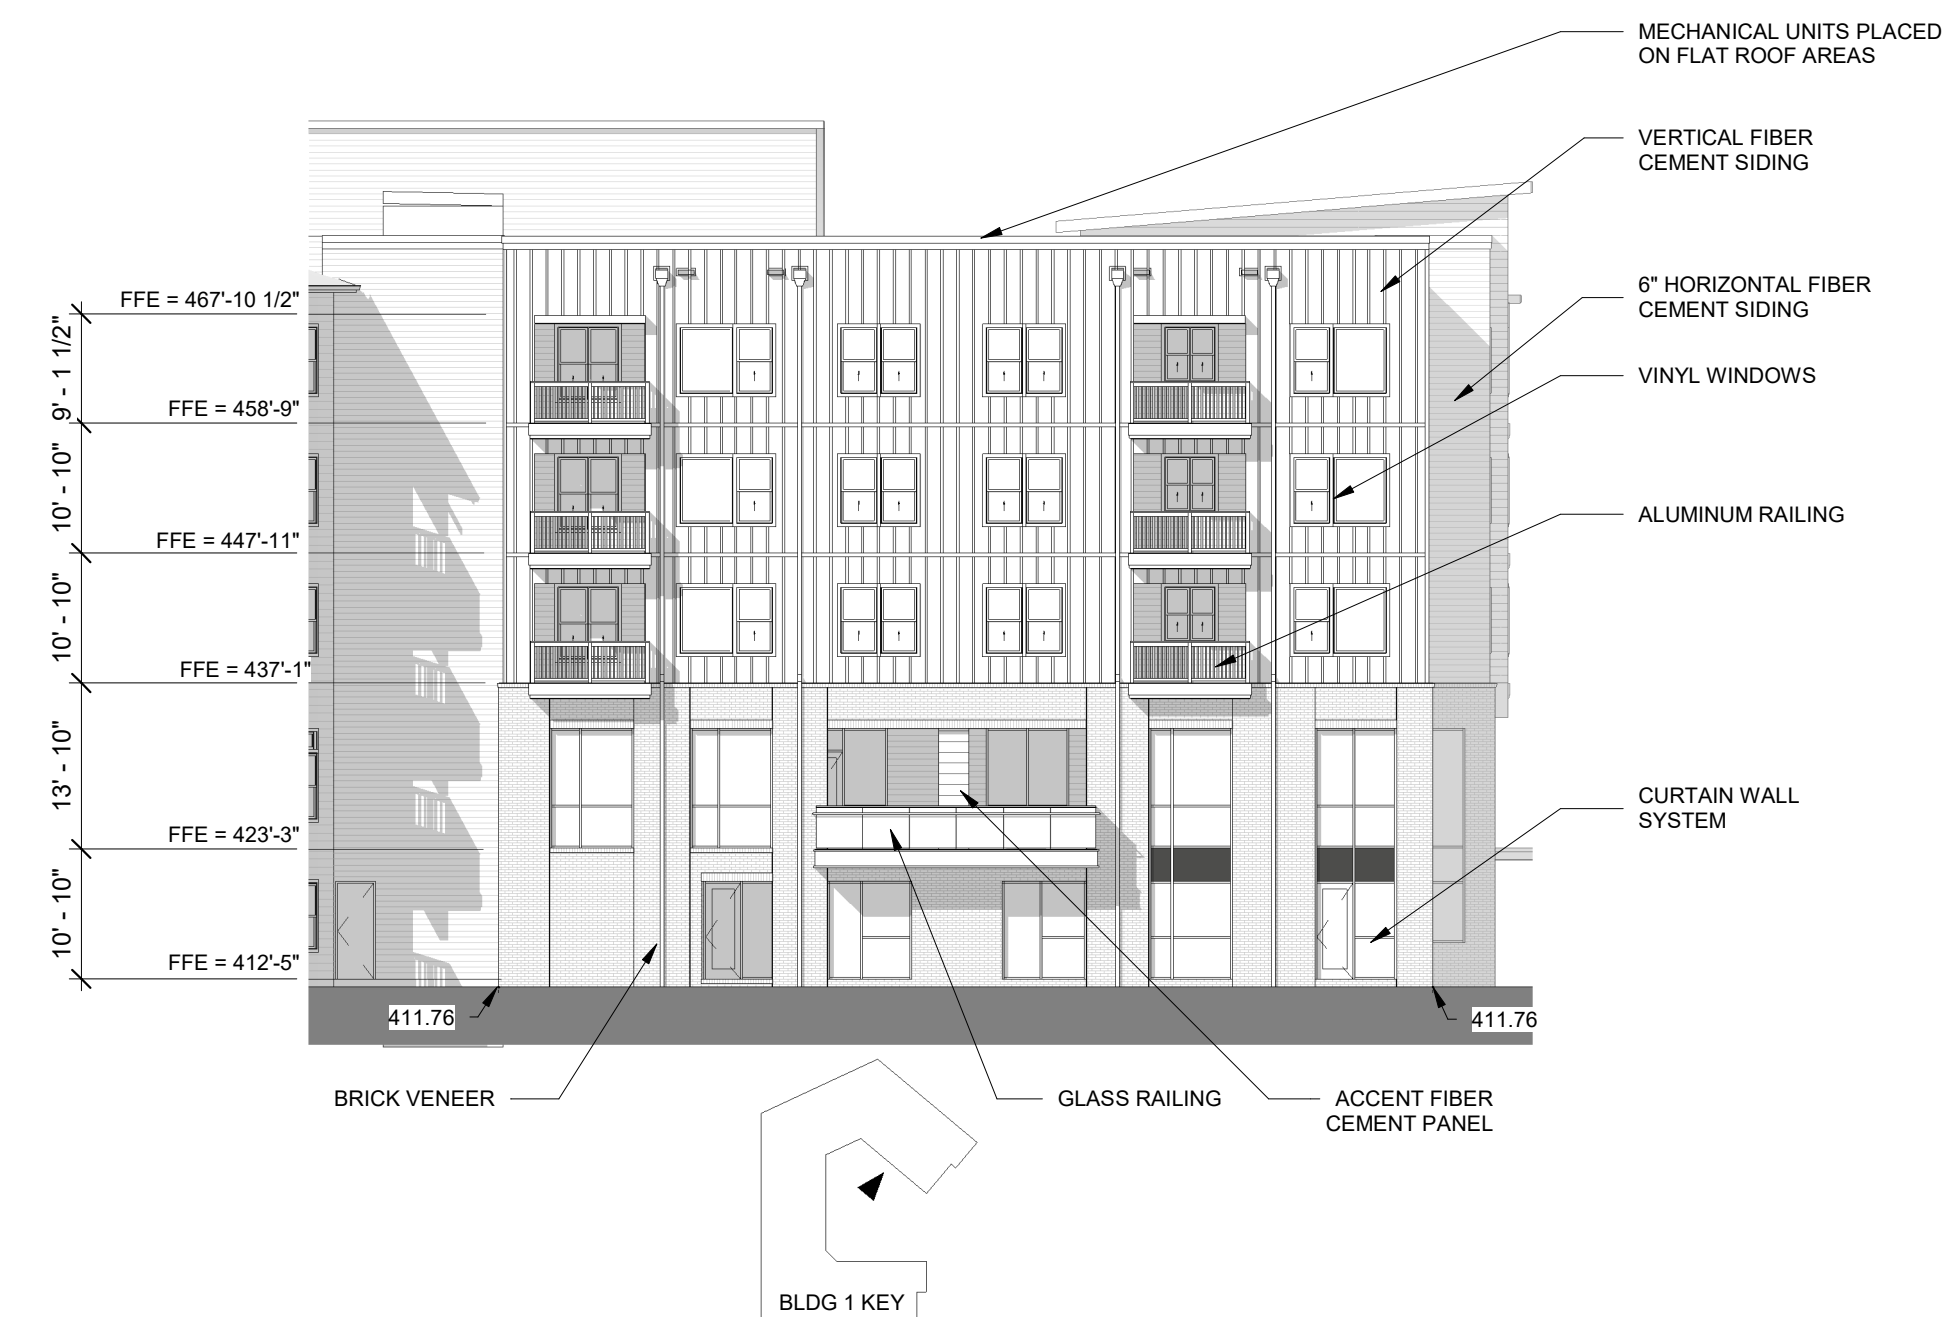 MECHANICAL UNITS PLACED
ON FLAT ROOF AREAS
VERTICAL FIBER
CEMENT SIDING
6" HORIZONTAL FIBER
CEMENT SIDING
VINYL WINDOWS
ALUMINUM RAILING
CURTAIN WALL
SYSTEM
FFE = 467'-10 1/2"
9' - 1 1/2"
FFE = 458'-9"
10' - 10"
FFE = 447'-11"
10' - 10"
FFE = 437'-1"
13' - 10"
FFE = 423'-3"
10' - 10"
FFE = 412'-5"
411.76
411.76
BRICK VENEER
GLASS RAILING
ACCENT FIBER
CEMENT PANEL
BLDG 1 KEY